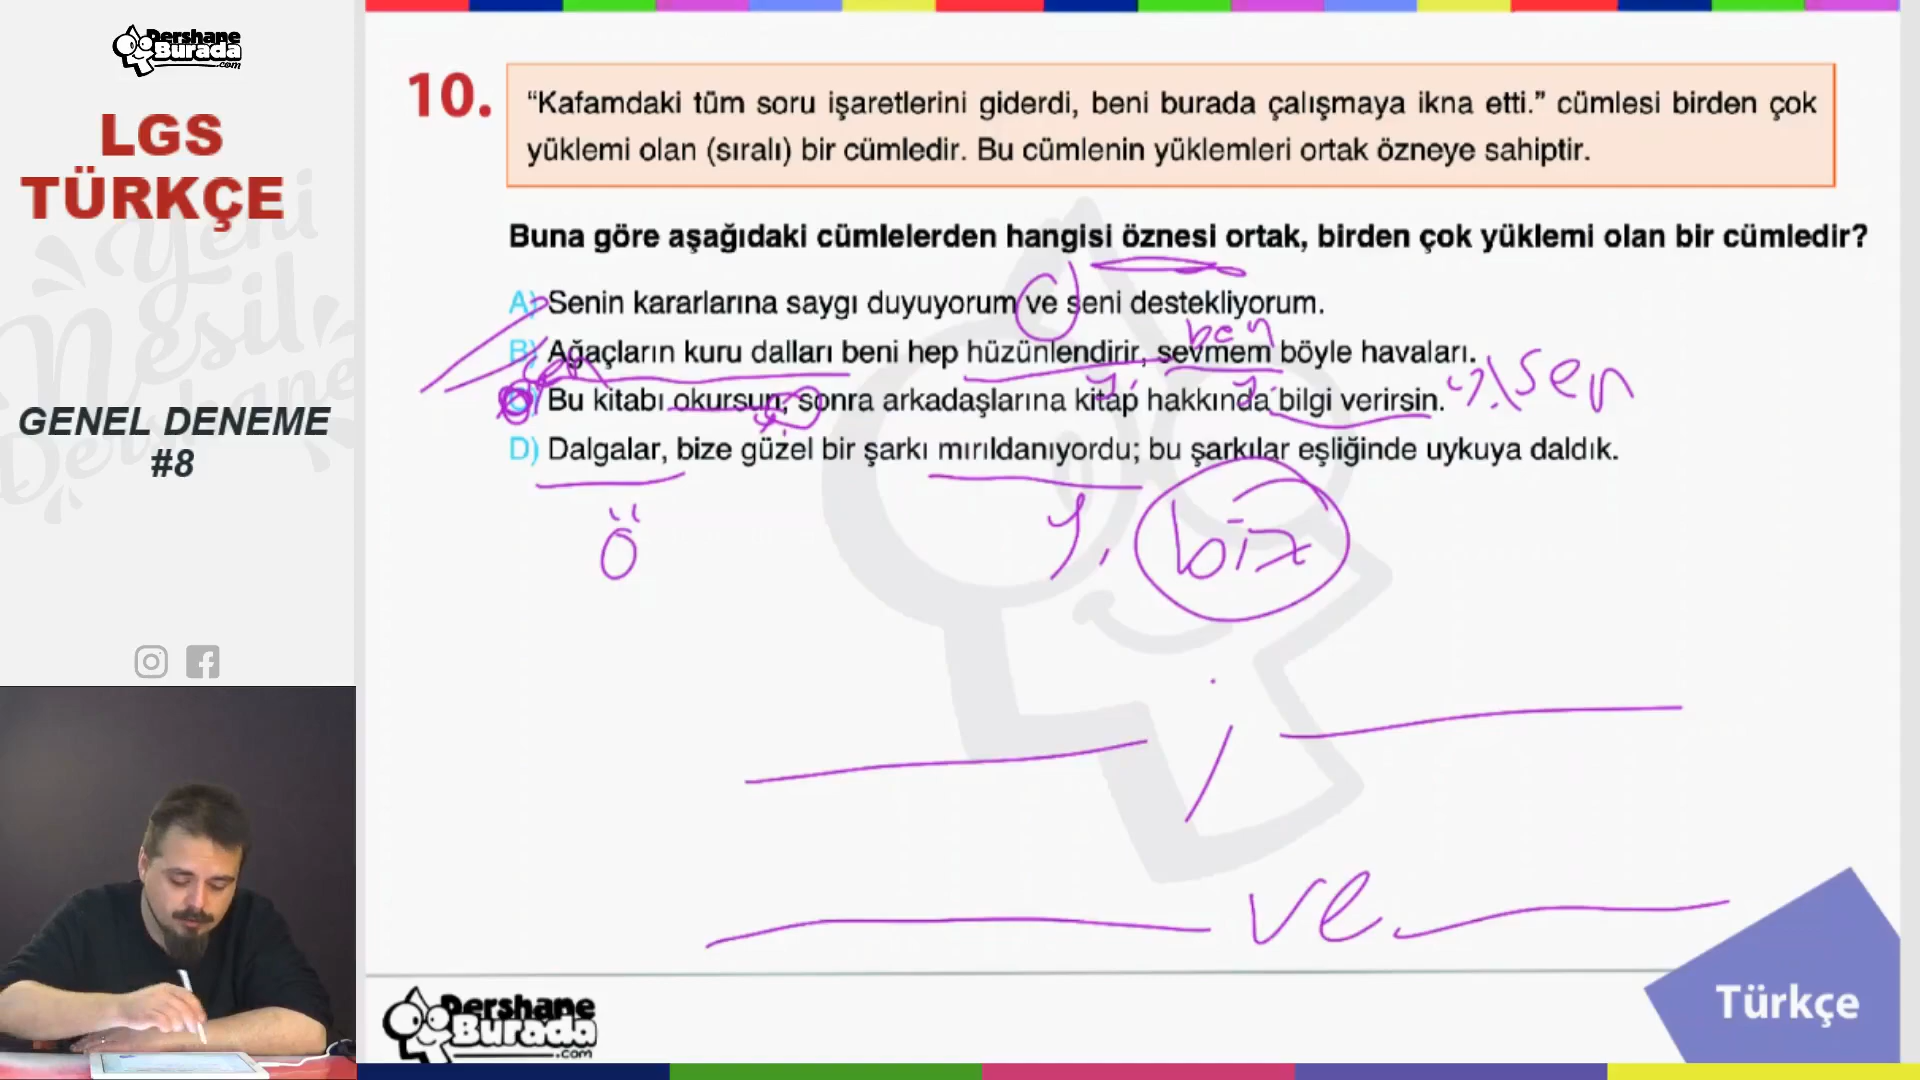 Dershane
Burada
.com
LGS
TÜRKÇE
Yeni
Nesil
Dershane
GENEL DENEME
#8
10.
“Kafamdaki tüm soru işaretlerini giderdi, beni burada çalışmaya ikna etti.” cümlesi birden çok
yüklemi olan (sıralı) bir cümledir. Bu cümlenin yüklemleri ortak özneye sahiptir.
Buna göre aşağıdaki cümlelerden hangisi öznesi ortak, birden çok yüklemi olan bir cümledir?
A) Senin kararlarına saygı duyuyorum ve seni destekliyorum.
ben
B) Ağaçların kuru dalları beni hep hüzünlendirir, sevmem böyle havaları.
sen
y. y.
C) Bu kitabı okursun, sonra arkadaşlarına kitap hakkında bilgi verirsin. y. sen
D) Dalgalar, bize güzel bir şarkı mırıldanıyordu; bu şarkılar eşliğinde uykuya daldık.
ö y. biz
,
ve
Dershane
Burada
.com
Türkçe